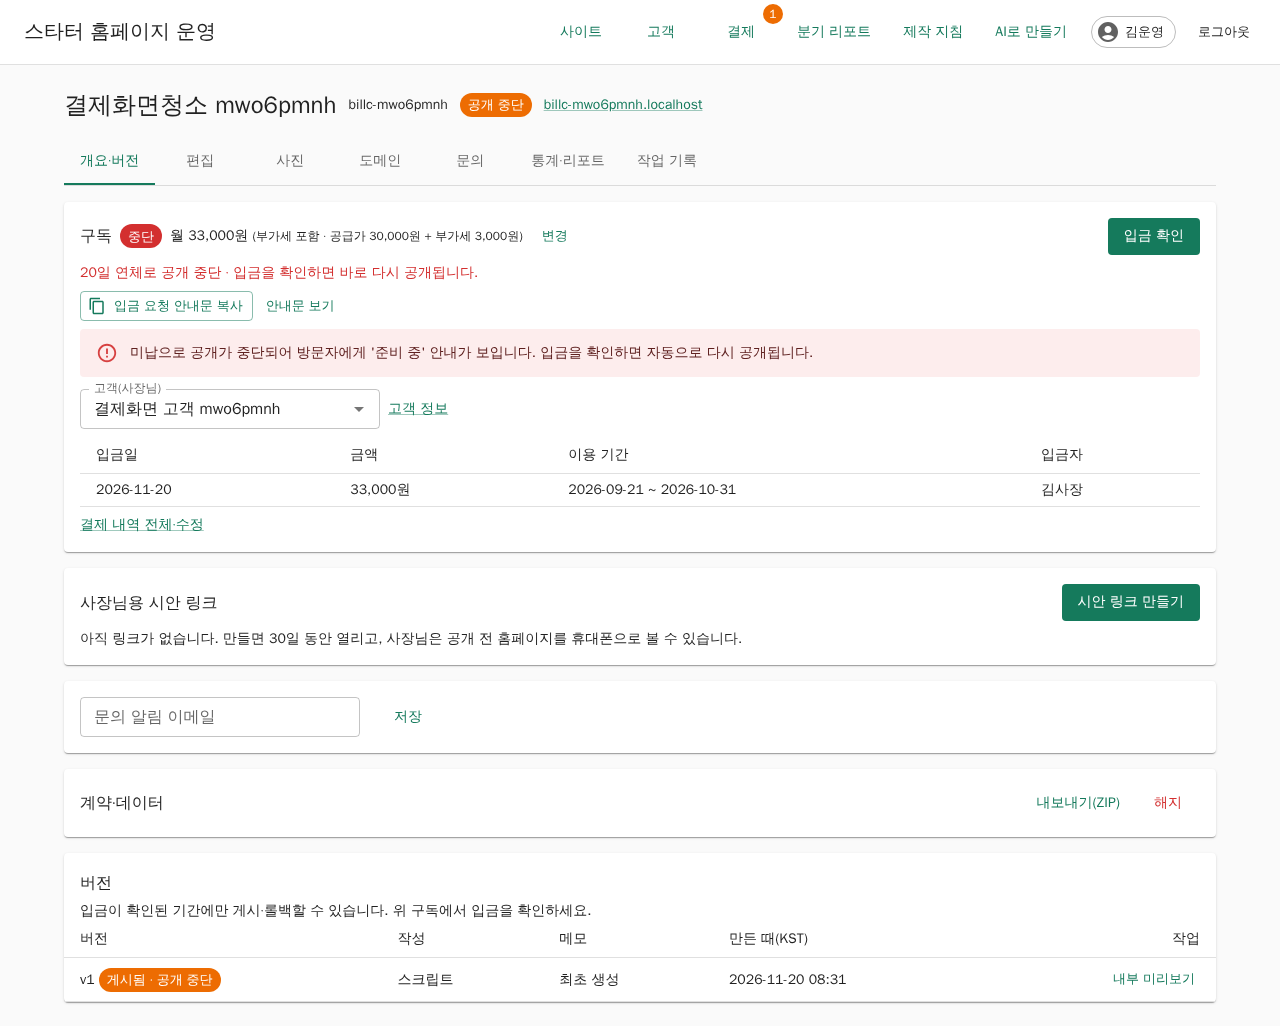 스타터 홈페이지 운영
사이트 고객 결제 1 분기 리포트 제작 지침 AI로 만들기 김운영 로그아웃
결제화면청소 mwo6pmnh billc-mwo6pmnh 공개 중단 billc-mwo6pmnh.localhost
개요·버전 편집 사진 도메인 문의 통계·리포트 작업 기록
구독 중단 월 33,000원 (부가세 포함 · 공급가 30,000원 + 부가세 3,000원) 변경 입금 확인
20일 연체로 공개 중단 · 입금을 확인하면 바로 다시 공개됩니다.
입금 요청 안내문 복사 안내문 보기
미납으로 공개가 중단되어 방문자에게 '준비 중' 안내가 보입니다. 입금을 확인하면 자동으로 다시 공개됩니다.
고객(사장님)
결제화면 고객 mwo6pmnh 고객 정보
입금일 금액 이용 기간 입금자
2026-11-20 33,000원 2026-09-21 ~ 2026-10-31 김사장
결제 내역 전체·수정
사장님용 시안 링크 시안 링크 만들기
아직 링크가 없습니다. 만들면 30일 동안 열리고, 사장님은 공개 전 홈페이지를 휴대폰으로 볼 수 있습니다.
문의 알림 이메일 저장
계약·데이터 내보내기(ZIP) 해지
버전
입금이 확인된 기간에만 게시·롤백할 수 있습니다. 위 구독에서 입금을 확인하세요.
버전 작성 메모 만든 때(KST) 작업
v1 게시됨 · 공개 중단 스크립트 최초 생성 2026-11-20 08:31 내부 미리보기